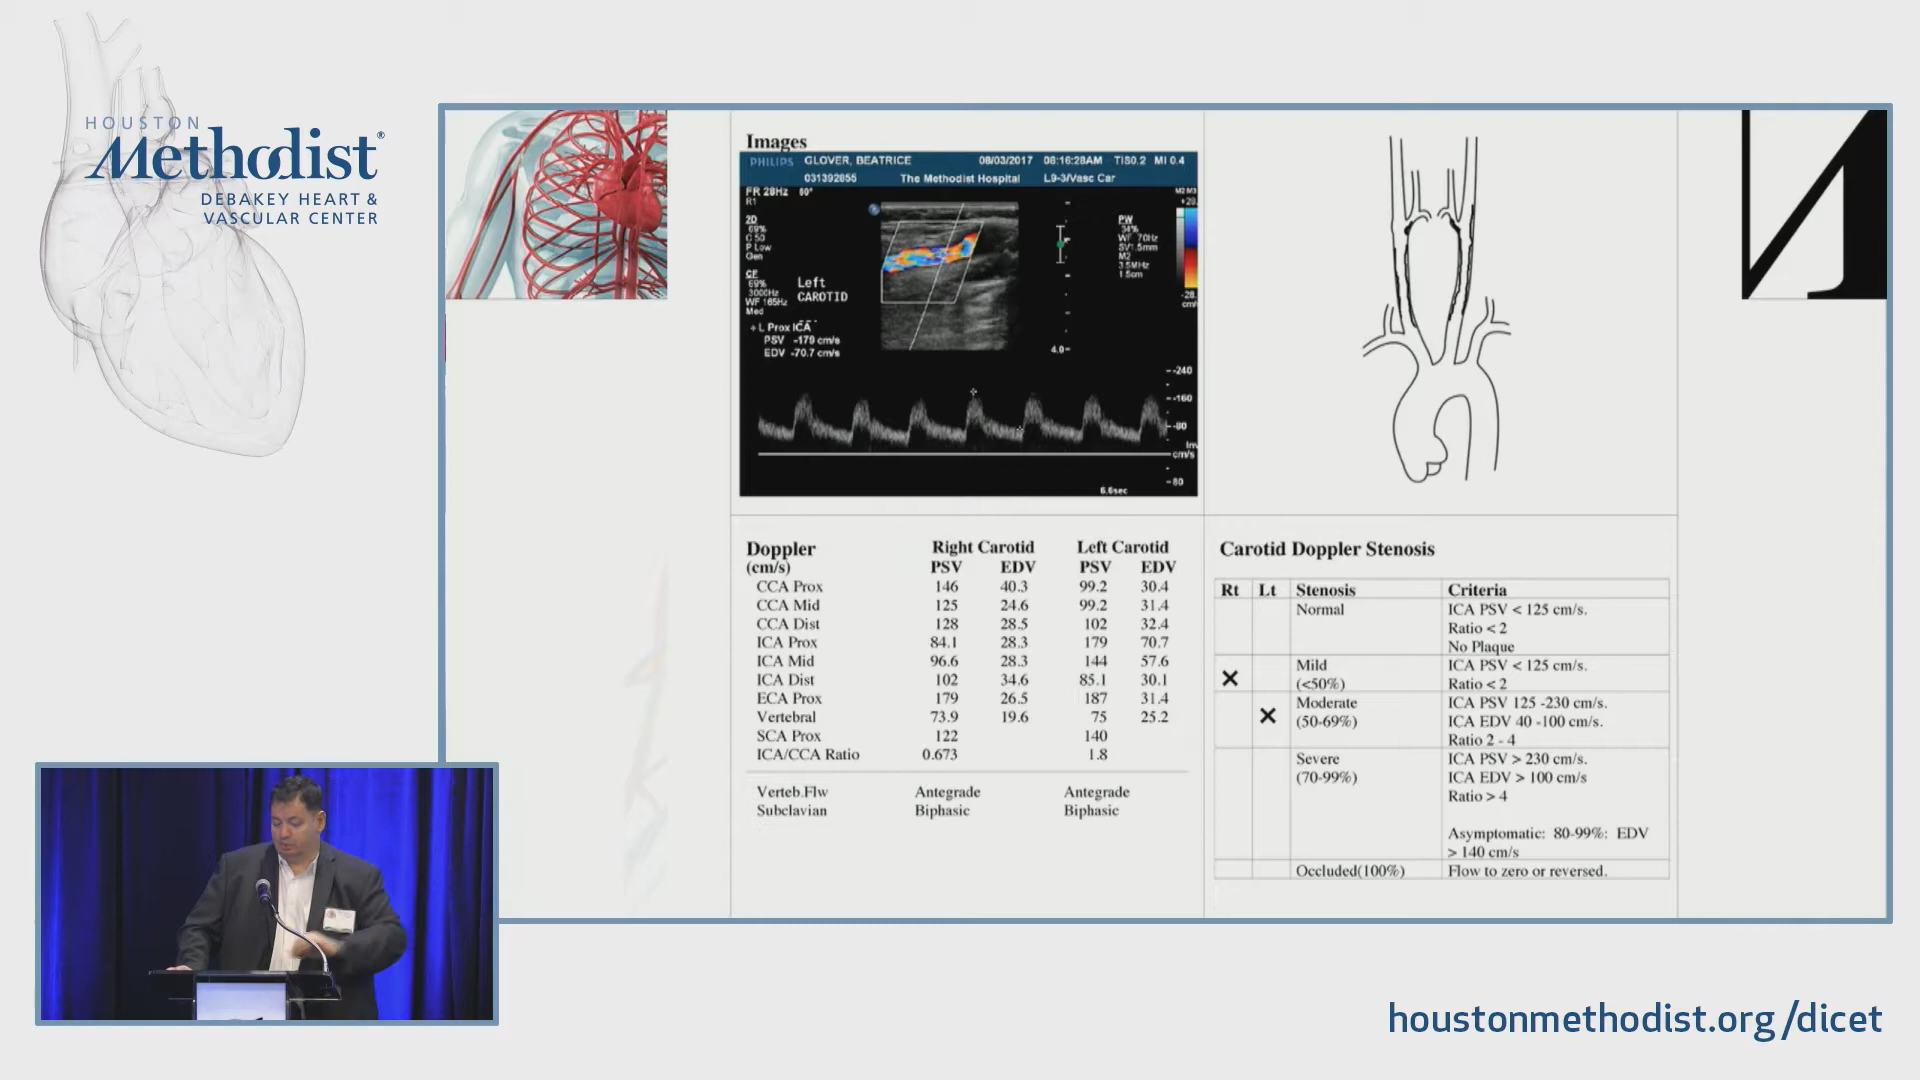 HOUSTON
Methodist®
DEBAKEY HEART &
VASCULAR CENTER
Images
PHILIPS GLOVER, BEATRICE 08/03/2017 08:16:28AM TIS0.2 MI 0.4
031392855 The Methodist Hospital L9-3/Vasc Car
FR 28Hz
R1
2D
69%
C 50
P Low
Gen
CF
69%
3000Hz
WF 165Hz
Med
Left
CAROTID
+ L Prox ICA
PSV -179 cm/s
EDV -70.7 cm/s
M2 M3
PW
34%
WF 70Hz
SV1.5mm
M2
3.5MHz
1.5cm
cm/s
4.0-
-240
-160
-80
Inv
cm/s
-80
6.6sec
Doppler Right Carotid Left Carotid
(cm/s) PSV EDV PSV EDV
CCA Prox 146 40.3 99.2 30.4
CCA Mid 125 24.6 99.2 31.4
CCA Dist 128 28.5 102 32.4
ICA Prox 84.1 28.3 179 70.7
ICA Mid 96.6 28.3 144 57.6
ICA Dist 102 34.6 85.1 30.1
ECA Prox 179 26.5 187 31.4
Vertebral 73.9 19.6 75 25.2
SCA Prox 122 140
ICA/CCA Ratio 0.673 1.8
Verteb.Flw Antegrade Antegrade
Subclavian Biphasic Biphasic
Carotid Doppler Stenosis
Rt Lt Stenosis Criteria
Normal ICA PSV < 125 cm/s.
Ratio < 2
No Plaque
Mild ICA PSV < 125 cm/s.
(<50%) Ratio < 2
Moderate ICA PSV 125 -230 cm/s.
(50-69%) ICA EDV 40 -100 cm/s.
Ratio 2 - 4
Severe ICA PSV > 230 cm/s.
(70-99%) ICA EDV > 100 cm/s
Ratio > 4
Asymptomatic: 80-99%: EDV
> 140 cm/s
Occluded(100%) Flow to zero or reversed.
houstonmethodist.org/dicet